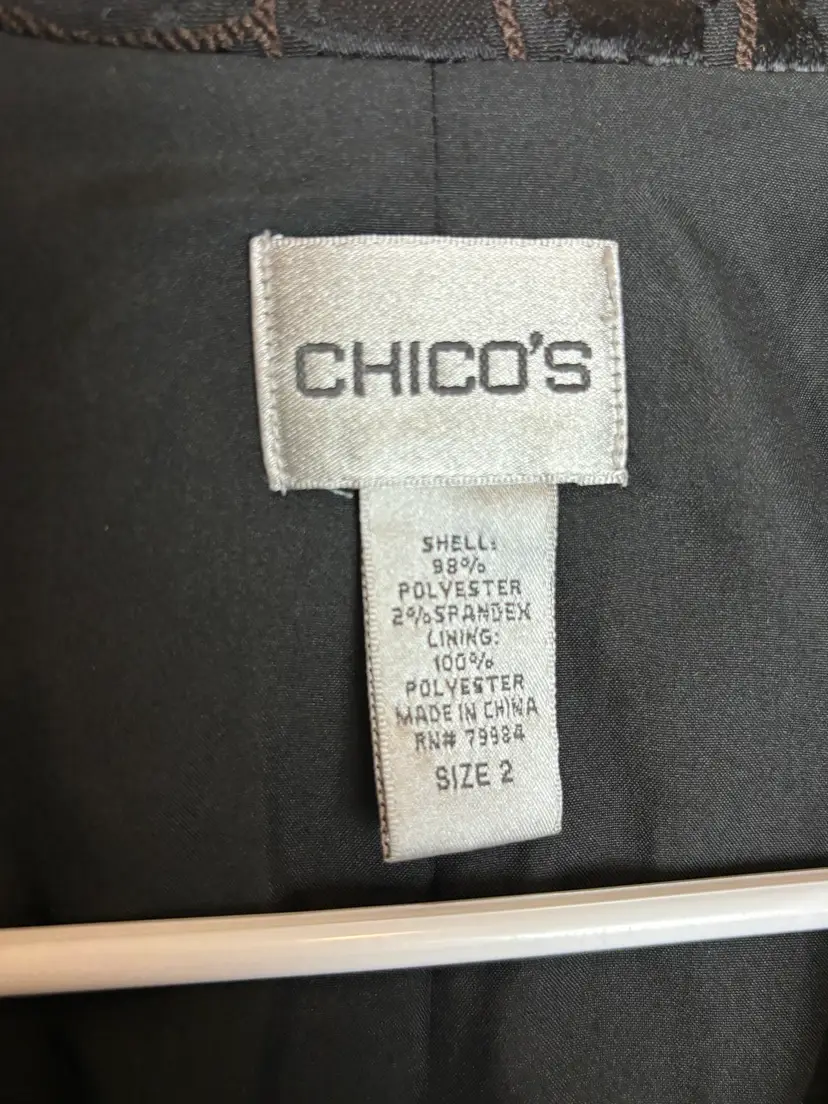 CHICO'S
SHELL:
98%
POLYESTER
2%SPANDEX
LINING:
100%
POLYESTER
MADE IN CHINA
RN# 79984
SIZE 2